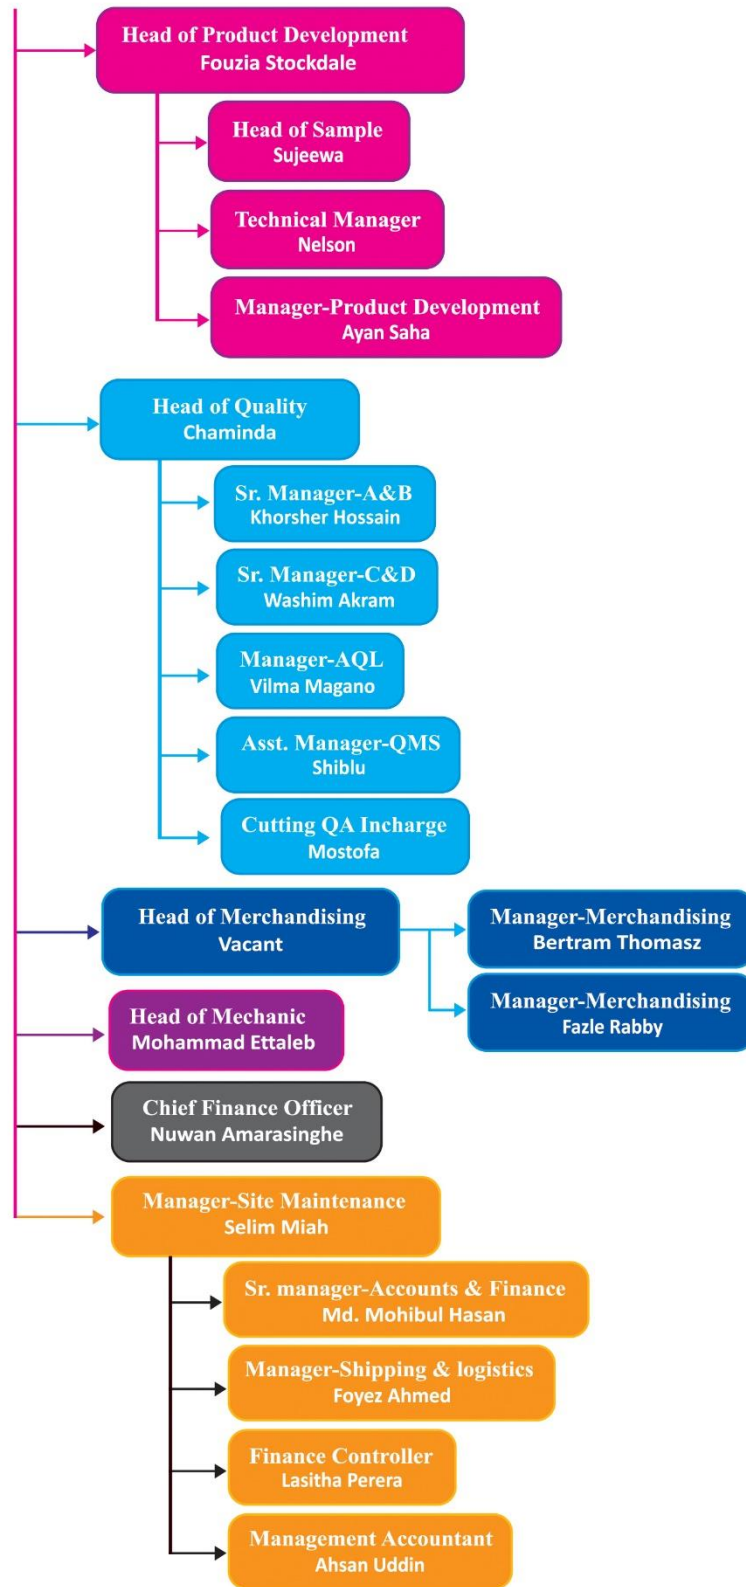 Head of Product Development
Fouzia Stockdale
Head of Sample
Sujeewa
Technical Manager
Nelson
Manager-Product Development
Ayan Saha
Head of Quality
Chaminda
Sr. Manager-A&B
Khorsher Hossain
Sr. Manager-C&D
Washim Akram
Manager-AQL
Vilma Magano
Asst. Manager-QMS
Shiblu
Cutting QA Incharge
Mostofa
Head of Merchandising
Vacant
Manager-Merchandising
Bertram Thomasz
Manager-Merchandising
Fazle Rabby
Head of Mechanic
Mohammad Ettaleb
Chief Finance Officer
Nuwan Amarasinghe
Manager-Site Maintenance
Selim Miah
Sr. manager-Accounts & Finance
Md. Mohibul Hasan
Manager-Shipping & logistics
Foyez Ahmed
Finance Controller
Lasitha Perera
Management Accountant
Ahsan Uddin